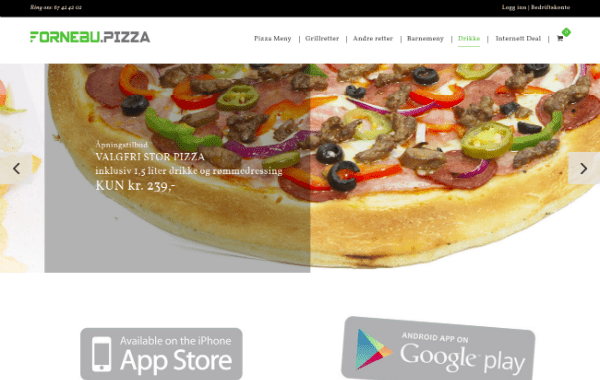 Ring oss: 67 42 42 02
Logg inn | Bedriftskonto
FORNEBU.PIZZA
Pizza Meny | Grillretter | Andre retter | Barnemeny | Drikke | Internett Deal |
Åpningstilbud
VALGFRI STOR PIZZA
inklusiv 1,5 liter drikke og rømmedressing
KUN kr. 239,-
Available on the iPhone
App Store
ANDROID APP ON
Google play